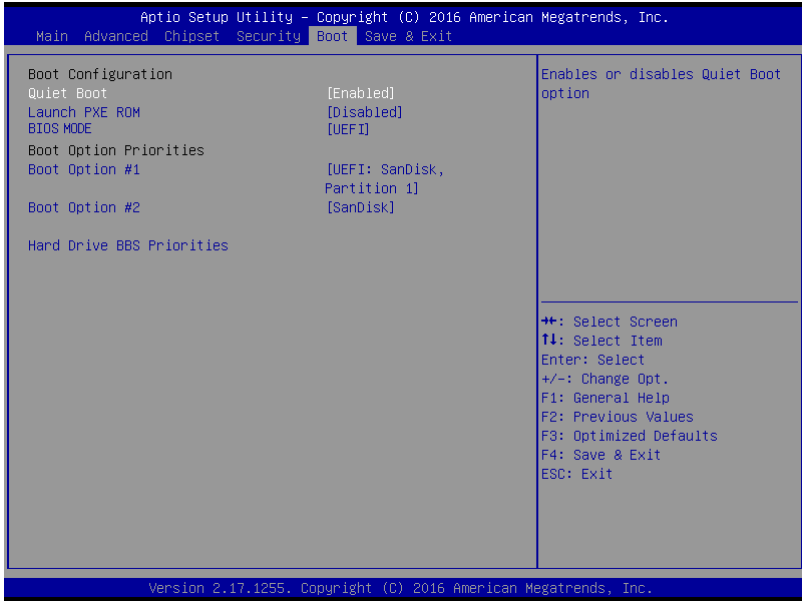 Aptio Setup Utility – Copyright (C) 2016 American Megatrends, Inc.
Main Advanced Chipset Security Boot Save & Exit
Boot Configuration
Quiet Boot [Enabled]
Launch PXE ROM [Disabled]
BIOS MODE [UEFI]
Boot Option Priorities
Boot Option #1 [UEFI: SanDisk, Partition 1]
Boot Option #2 [SanDisk]
Hard Drive BBS Priorities
Enables or disables Quiet Boot
option
→←: Select Screen
↑↓: Select Item
Enter: Select
+/-: Change Opt.
F1: General Help
F2: Previous Values
F3: Optimized Defaults
F4: Save & Exit
ESC: Exit
Version 2.17.1255. Copyright (C) 2016 American Megatrends, Inc.